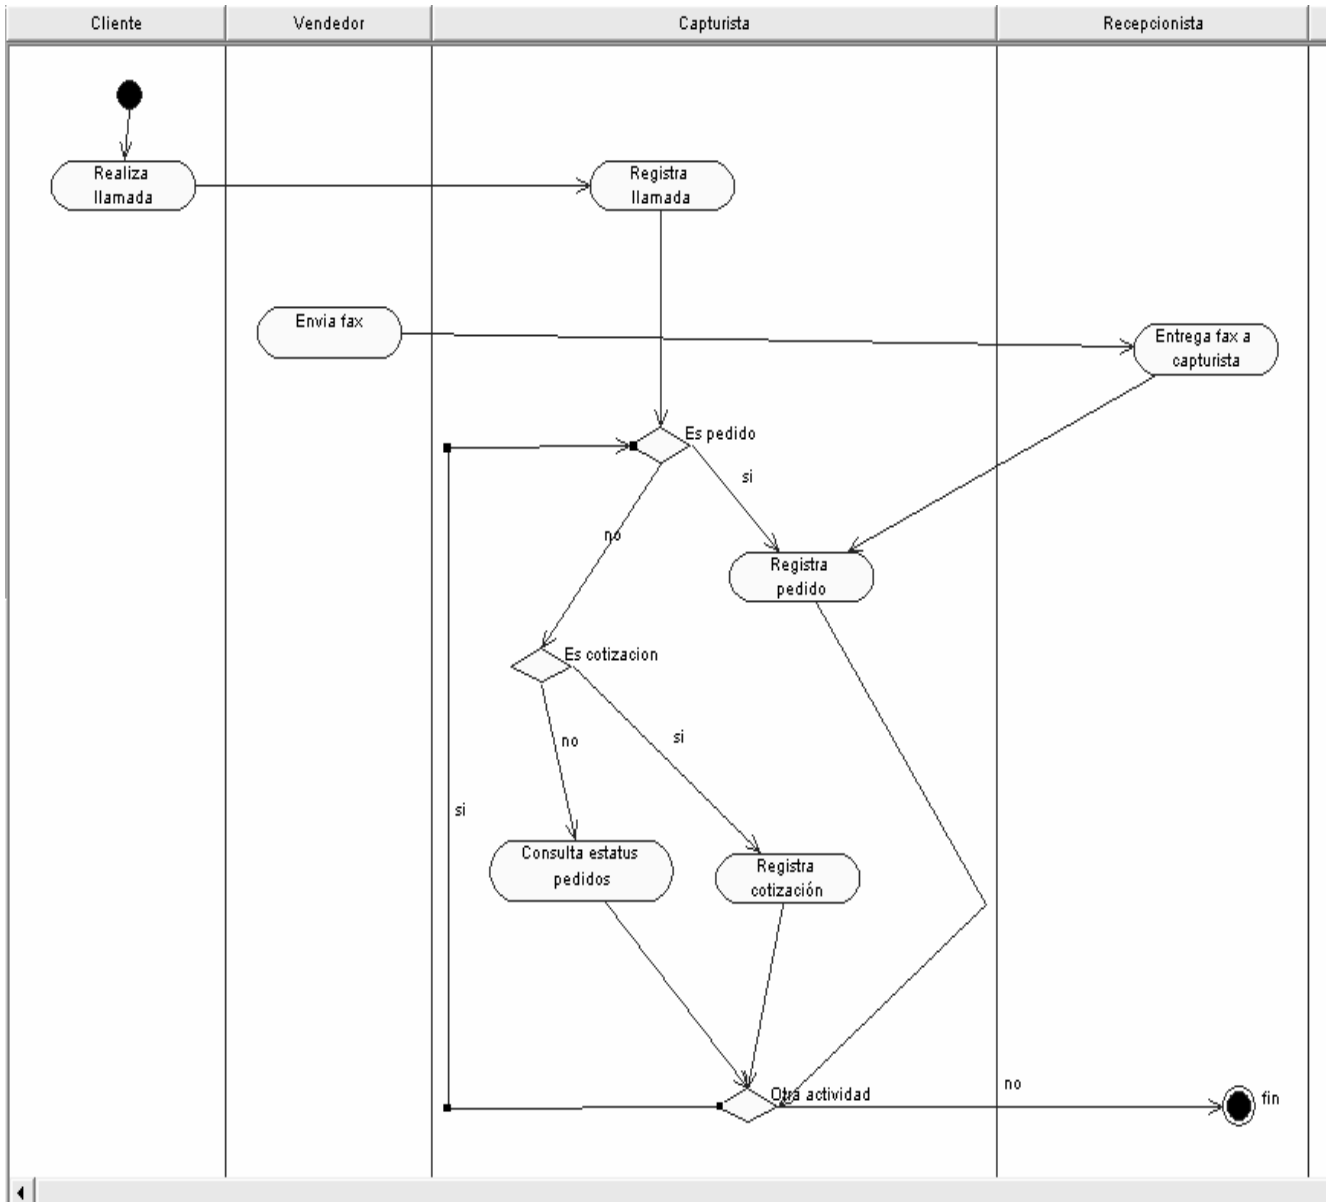 Cliente
Vendedor
Capturista
Recepcionista
Realiza
llamada
Registra
llamada
Envia fax
Entrega fax a
capturista
Es pedido
si
no
Registra
pedido
Es cotizacion
no
si
si
Consulta estatus
pedidos
Registra
cotización
Otra actividad
no
fin